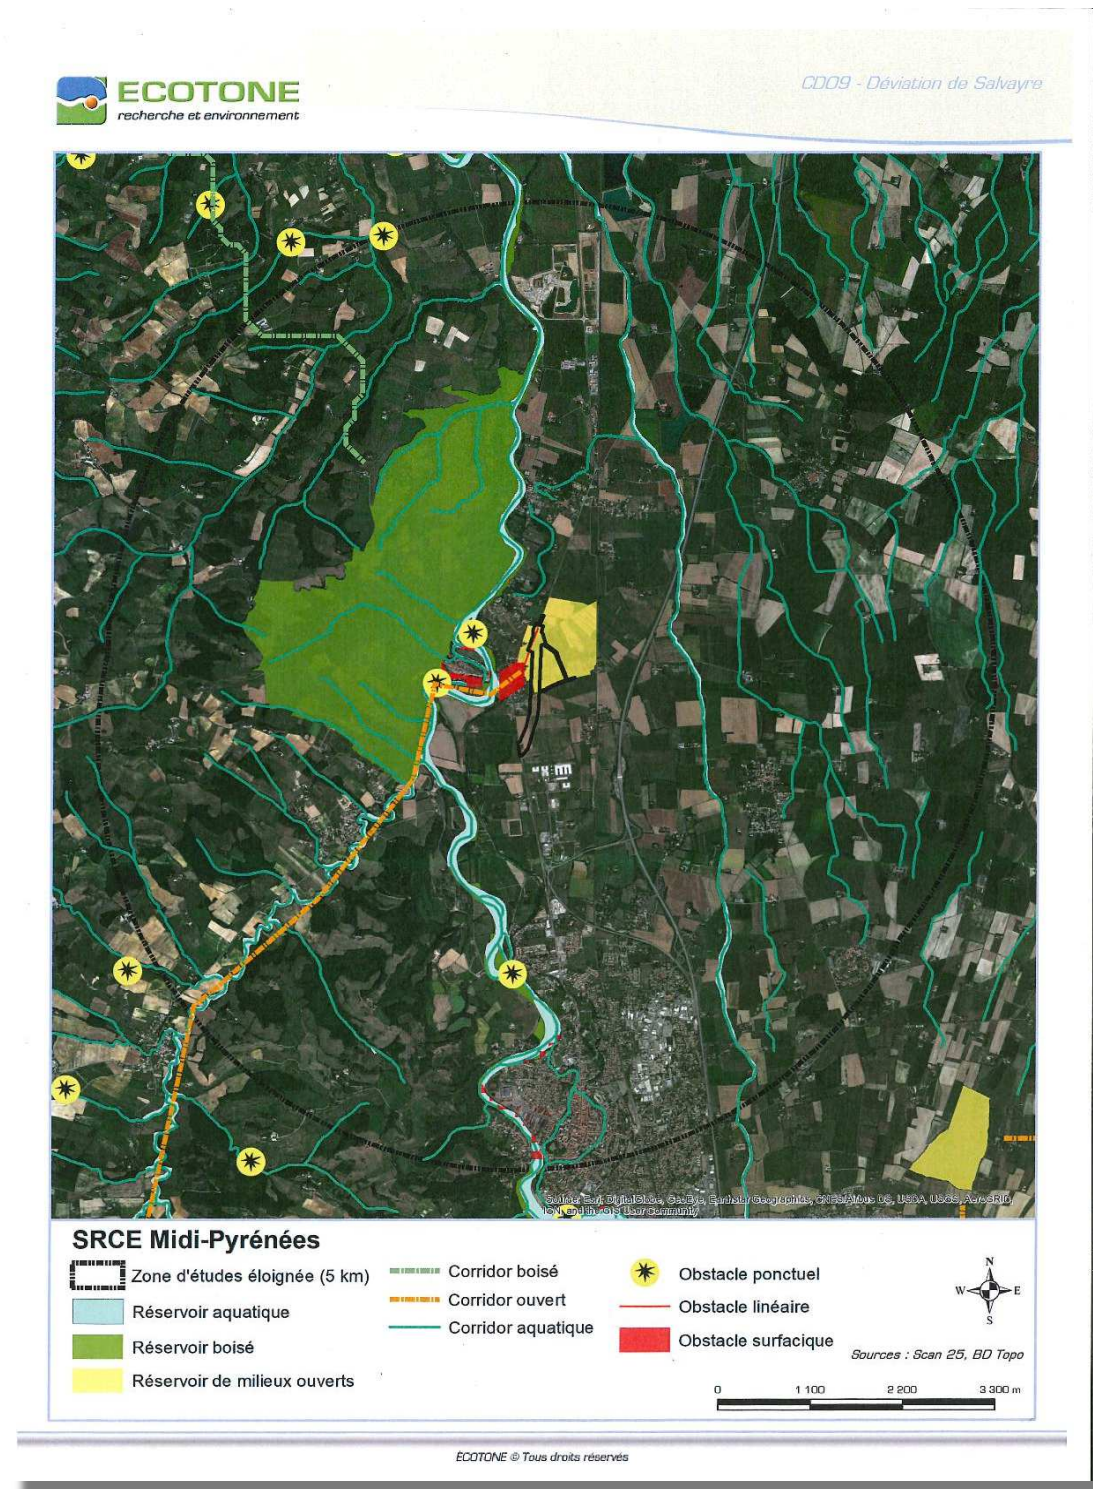 ECOTONE
recherche et environnement
CD09 - Déviation de Salvayre
Source: Esri, DigitalGlobe, GeoEye, Earthstar Geographics, CNES/Airbus DS, USDA, USGS, AeroGRID,
IGN, and the GIS User Community
SRCE Midi-Pyrénées
Zone d'études éloignée (5 km)
Réservoir aquatique
Réservoir boisé
Réservoir de milieux ouverts
Corridor boisé
Corridor ouvert
Corridor aquatique
Obstacle ponctuel
Obstacle linéaire
Obstacle surfacique
N
W
E
S
Sources : Scan 25, BD Topo
0 1 100 2 200 3 300 m
ÉCOTONE © Tous droits réservés